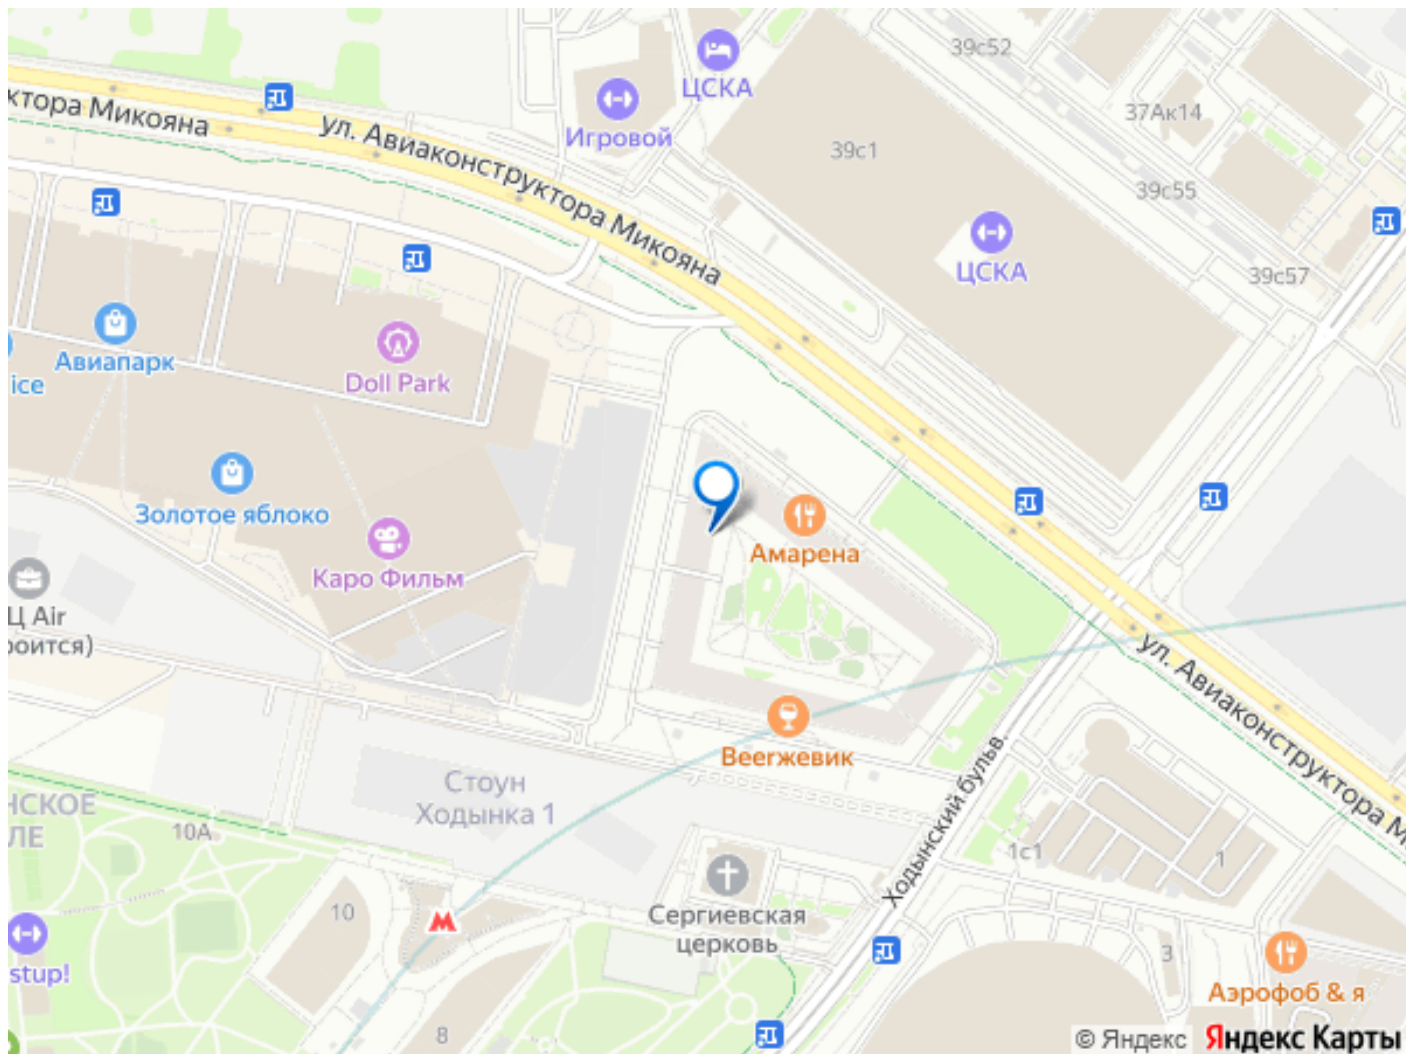 39с52
ЦСКА
ктора Микояна
ул. Авиаконструктора Микояна
Игровой
37Ак14
39с1
39с55
ЦСКА
39с57
Авиапарк
ice
Doll Park
Золотое яблоко
Каро Фильм
Амарена
Ц Air
роится)
ул. Авиаконструктора М
Beerжевик
Стоун
Ходынка 1
НСКОЕ
ЛЕ
10А
Ходынский бульв.
1с1
1
Сергиевская
церковь
10
М
stup!
3
Аэрофоб & я
8
© Яндекс
Яндекс Карты